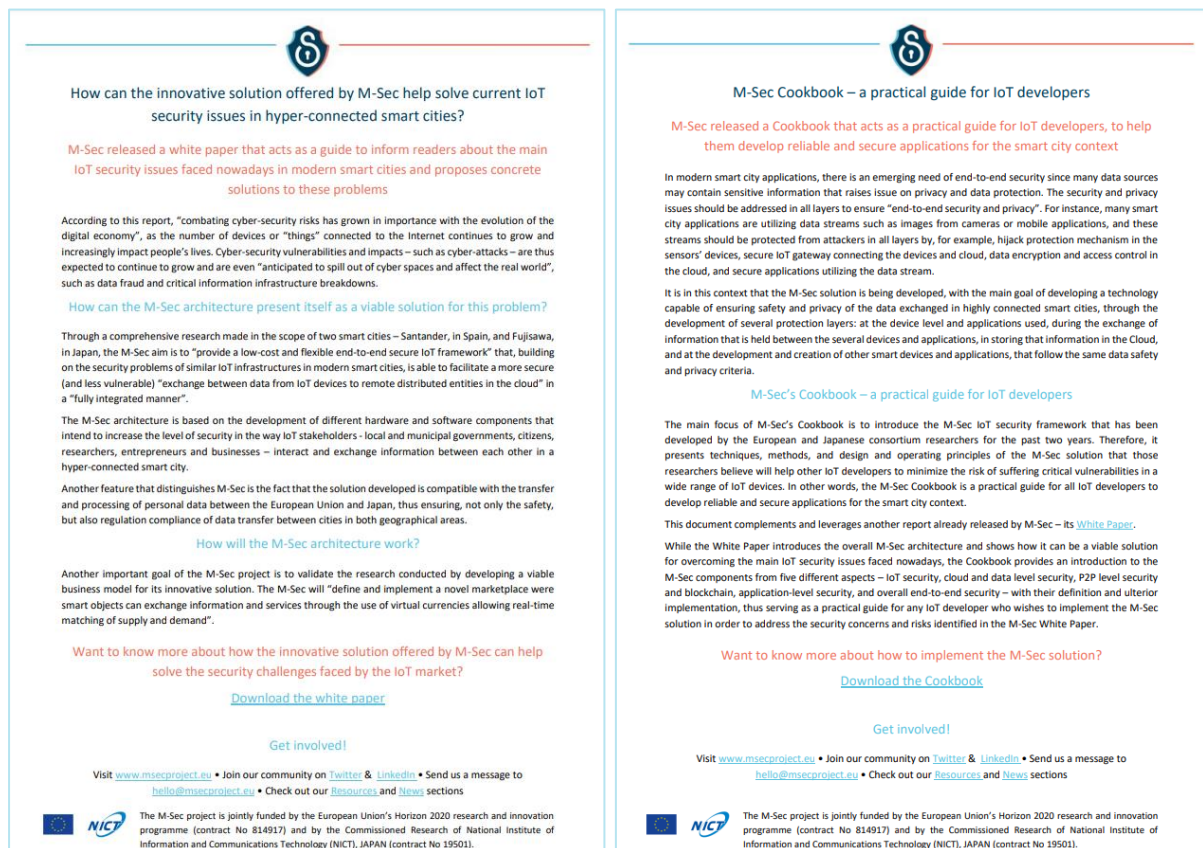 How can the innovative solution offered by M-Sec help solve current IoT
security issues in hyper-connected smart cities?
M-Sec released a white paper that acts as a guide to inform readers about the main
IoT security issues faced nowadays in modern smart cities and proposes concrete
solutions to these problems
According to this report, “combating cyber-security risks has grown in importance with the evolution of the
digital economy”, as the number of devices or “things” connected to the Internet continues to grow and
increasingly impact people’s lives. Cyber-security vulnerabilities and impacts – such as cyber-attacks – are thus
expected to continue to grow and are even “anticipated to spill out of cyber spaces and affect the real world”,
such as data fraud and critical information infrastructure breakdowns.
How can the M-Sec architecture present itself as a viable solution for this problem?
Through a comprehensive research made in the scope of two smart cities – Santander, in Spain, and Fujisawa,
in Japan, the M-Sec aim is to “provide a low-cost and flexible end-to-end secure IoT framework” that, building
on the security problems of similar IoT infrastructures in modern smart cities, is able to facilitate a more secure
(and less vulnerable) “exchange between data from IoT devices to remote distributed entities in the cloud” in
a “fully integrated manner”.
The M-Sec architecture is based on the development of different hardware and software components that
intend to increase the level of security in the way IoT stakeholders - local and municipal governments, citizens,
researchers, entrepreneurs and businesses – interact and exchange information between each other in a
hyper-connected smart city.
Another feature that distinguishes M-Sec is the fact that the solution developed is compatible with the transfer
and processing of personal data between the European Union and Japan, thus ensuring, not only the safety,
but also regulation compliance of data transfer between cities in both geographical areas.
How will the M-Sec architecture work?
Another important goal of the M-Sec project is to validate the research conducted by developing a viable
business model for its innovative solution. The M-Sec will “define and implement a novel marketplace were
smart objects can exchange information and services through the use of virtual currencies allowing real-time
matching of supply and demand”.
Want to know more about how the innovative solution offered by M-Sec can help
solve the security challenges faced by the IoT market?
Download the white paper
Get involved!
Visit www.msecproject.eu • Join our community on Twitter & LinkedIn • Send us a message to
hello@msecproject.eu • Check out our Resources and News sections
NICT
The M-Sec project is jointly funded by the European Union’s Horizon 2020 research and innovation
programme (contract No 814917) and by the Commissioned Research of National Institute of
Information and Communications Technology (NICT), JAPAN (contract No 19501).
M-Sec Cookbook – a practical guide for IoT developers
M-Sec released a Cookbook that acts as a practical guide for IoT developers, to help
them develop reliable and secure applications for the smart city context
In modern smart city applications, there is an emerging need of end-to-end security since many data sources
may contain sensitive information that raises issue on privacy and data protection. The security and privacy
issues should be addressed in all layers to ensure “end-to-end security and privacy”. For instance, many smart
city applications are utilizing data streams such as images from cameras or mobile applications, and these
streams should be protected from attackers in all layers by, for example, hijack protection mechanism in the
sensors’ devices, secure IoT gateway connecting the devices and cloud, data encryption and access control in
the cloud, and secure applications utilizing the data stream.
It is in this context that the M-Sec solution is being developed, with the main goal of developing a technology
capable of ensuring safety and privacy of the data exchanged in highly connected smart cities, through the
development of several protection layers: at the device level and applications used, during the exchange of
information that is held between the several devices and applications, in storing that information in the Cloud,
and at the development and creation of other smart devices and applications, that follow the same data safety
and privacy criteria.
M-Sec’s Cookbook – a practical guide for IoT developers
The main focus of M-Sec’s Cookbook is to introduce the M-Sec IoT security framework that has been
developed by the European and Japanese consortium researchers for the past two years. Therefore, it
presents techniques, methods, and design and operating principles of the M-Sec solution that those
researchers believe will help other IoT developers to minimize the risk of suffering critical vulnerabilities in a
wide range of IoT devices. In other words, the M-Sec Cookbook is a practical guide for all IoT developers to
develop reliable and secure applications for the smart city context.
This document complements and leverages another report already released by M-Sec – its White Paper.
While the White Paper introduces the overall M-Sec architecture and shows how it can be a viable solution
for overcoming the main IoT security issues faced nowadays, the Cookbook provides an introduction to the
M-Sec components from five different aspects – IoT security, cloud and data level security, P2P level security
and blockchain, application-level security, and overall end-to-end security – with their definition and ulterior
implementation, thus serving as a practical guide for any IoT developer who wishes to implement the M-Sec
solution in order to address the security concerns and risks identified in the M-Sec White Paper.
Want to know more about how to implement the M-Sec solution?
Download the Cookbook
Get involved!
Visit www.msecproject.eu • Join our community on Twitter & LinkedIn • Send us a message to
hello@msecproject.eu • Check out our Resources and News sections
NICT
The M-Sec project is jointly funded by the European Union’s Horizon 2020 research and innovation
programme (contract No 814917) and by the Commissioned Research of National Institute of
Information and Communications Technology (NICT), JAPAN (contract No 19501).